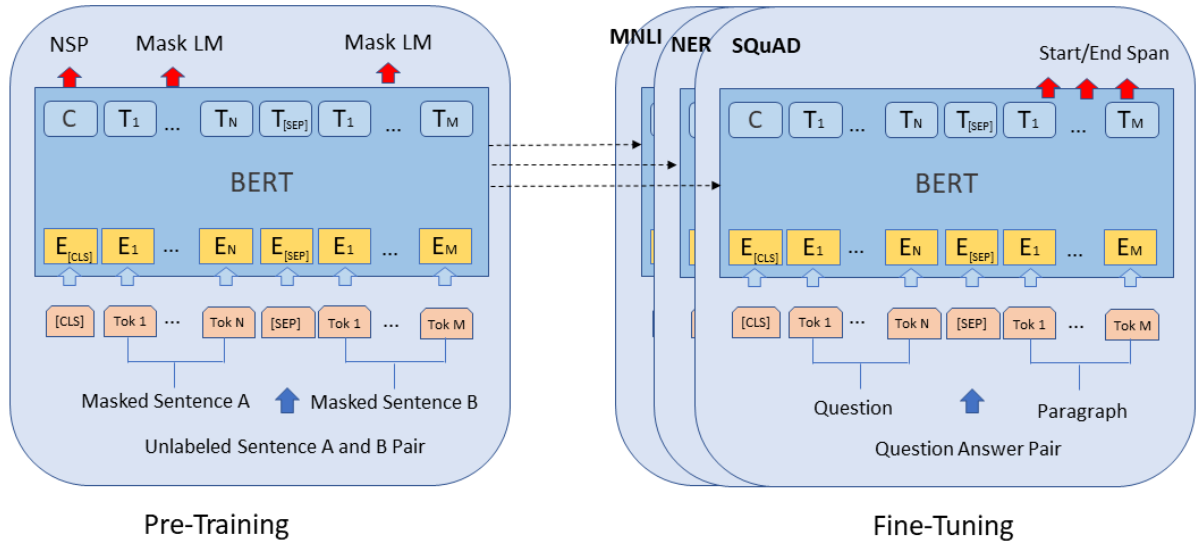 NSP Mask LM Mask LM
C T1 ... TN T[SEP] T1 ... TM
BERT
E[CLS] E1 ... EN E[SEP] E1 ... EM
[CLS] Tok 1 ... Tok N [SEP] Tok 1 ... Tok M
Masked Sentence A Masked Sentence B
Unlabeled Sentence A and B Pair
Pre-Training
MNLI NER SQuAD
Start/End Span
C T1 ... TN T[SEP] T1 ... TM
BERT
E[CLS] E1 ... EN E[SEP] E1 ... EM
[CLS] Tok 1 ... Tok N [SEP] Tok 1 ... Tok M
Question Paragraph
Question Answer Pair
Fine-Tuning